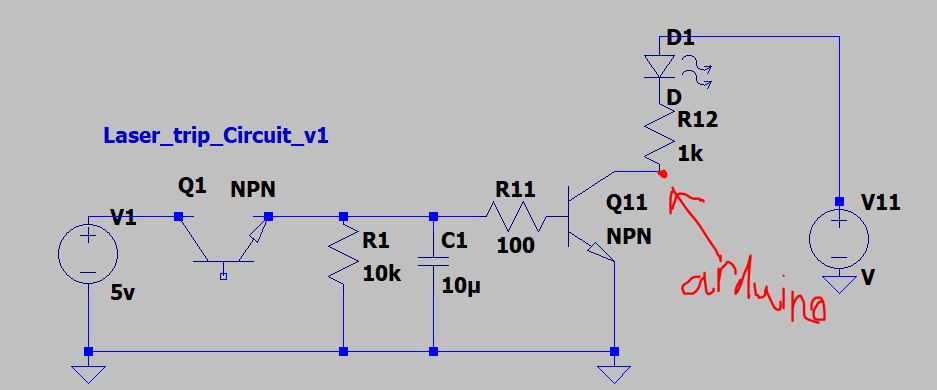 D1
D
R12
1k
Laser_trip_Circuit_v1
Q1 NPN
V1
5v
R1
10k
C1
10µ
R11
100
Q11
NPN
V11
V
arduino